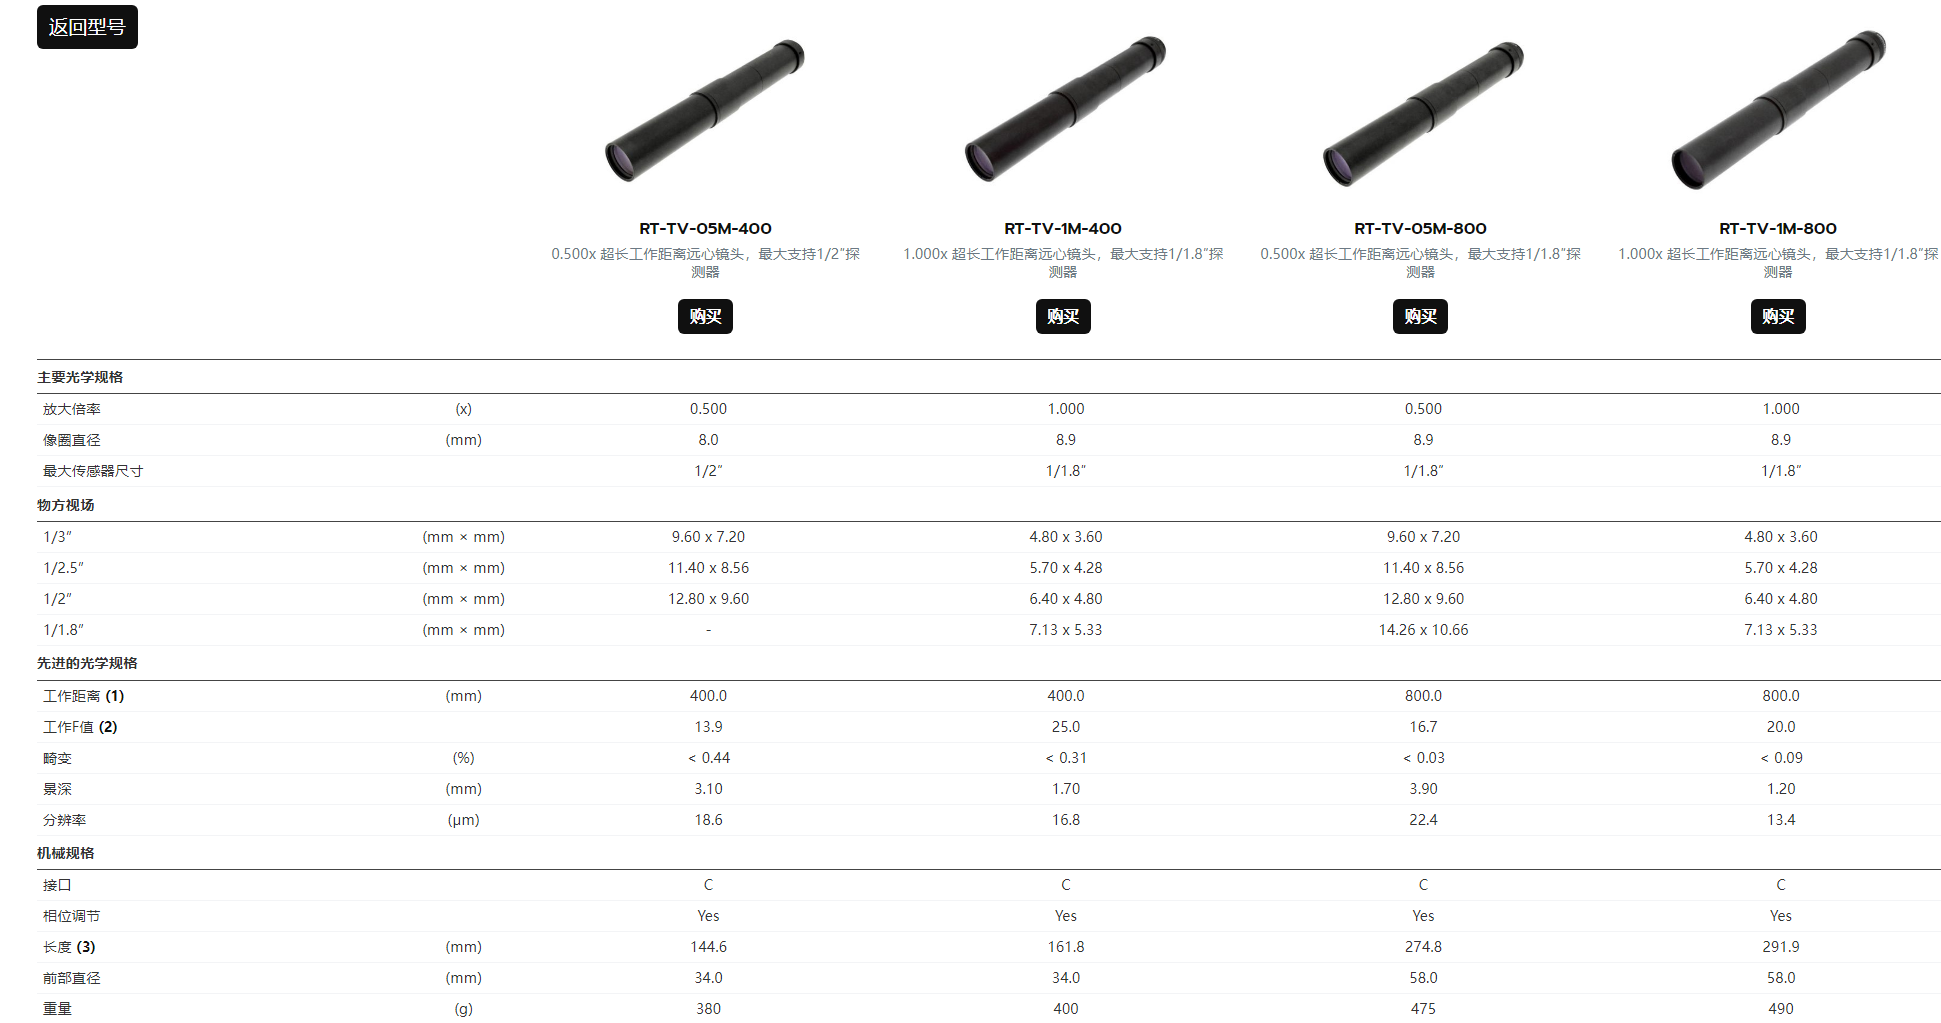 返回型号
RT-TV-05M-400 RT-TV-1M-400 RT-TV-05M-800 RT-TV-1M-800
0.500x 超长工作距离远心镜头，最大支持1/2″探 1.000x 超长工作距离远心镜头，最大支持1/1.8″探 0.500x 超长工作距离远心镜头，最大支持1/1.8″探 1.000x 超长工作距离远心镜头，最大支持1/1.8″探
测器 测器 测器 测器
购买 购买 购买 购买
主要光学规格
放大倍率 (x) 0.500 1.000 0.500 1.000
像圈直径 (mm) 8.0 8.9 8.9 8.9
最大传感器尺寸 1/2″ 1/1.8″ 1/1.8″ 1/1.8″
物方视场
1/3″ (mm × mm) 9.60 x 7.20 4.80 x 3.60 9.60 x 7.20 4.80 x 3.60
1/2.5″ (mm × mm) 11.40 x 8.56 5.70 x 4.28 11.40 x 8.56 5.70 x 4.28
1/2″ (mm × mm) 12.80 x 9.60 6.40 x 4.80 12.80 x 9.60 6.40 x 4.80
1/1.8″ (mm × mm) - 7.13 x 5.33 14.26 x 10.66 7.13 x 5.33
先进的光学规格
工作距离 (1) (mm) 400.0 400.0 800.0 800.0
工作F值 (2) 13.9 25.0 16.7 20.0
畸变 (%) < 0.44 < 0.31 < 0.03 < 0.09
景深 (mm) 3.10 1.70 3.90 1.20
分辨率 (μm) 18.6 16.8 22.4 13.4
机械规格
接口 C C C C
相位调节 Yes Yes Yes Yes
长度 (3) (mm) 144.6 161.8 274.8 291.9
前部直径 (mm) 34.0 34.0 58.0 58.0
重量 (g) 380 400 475 490